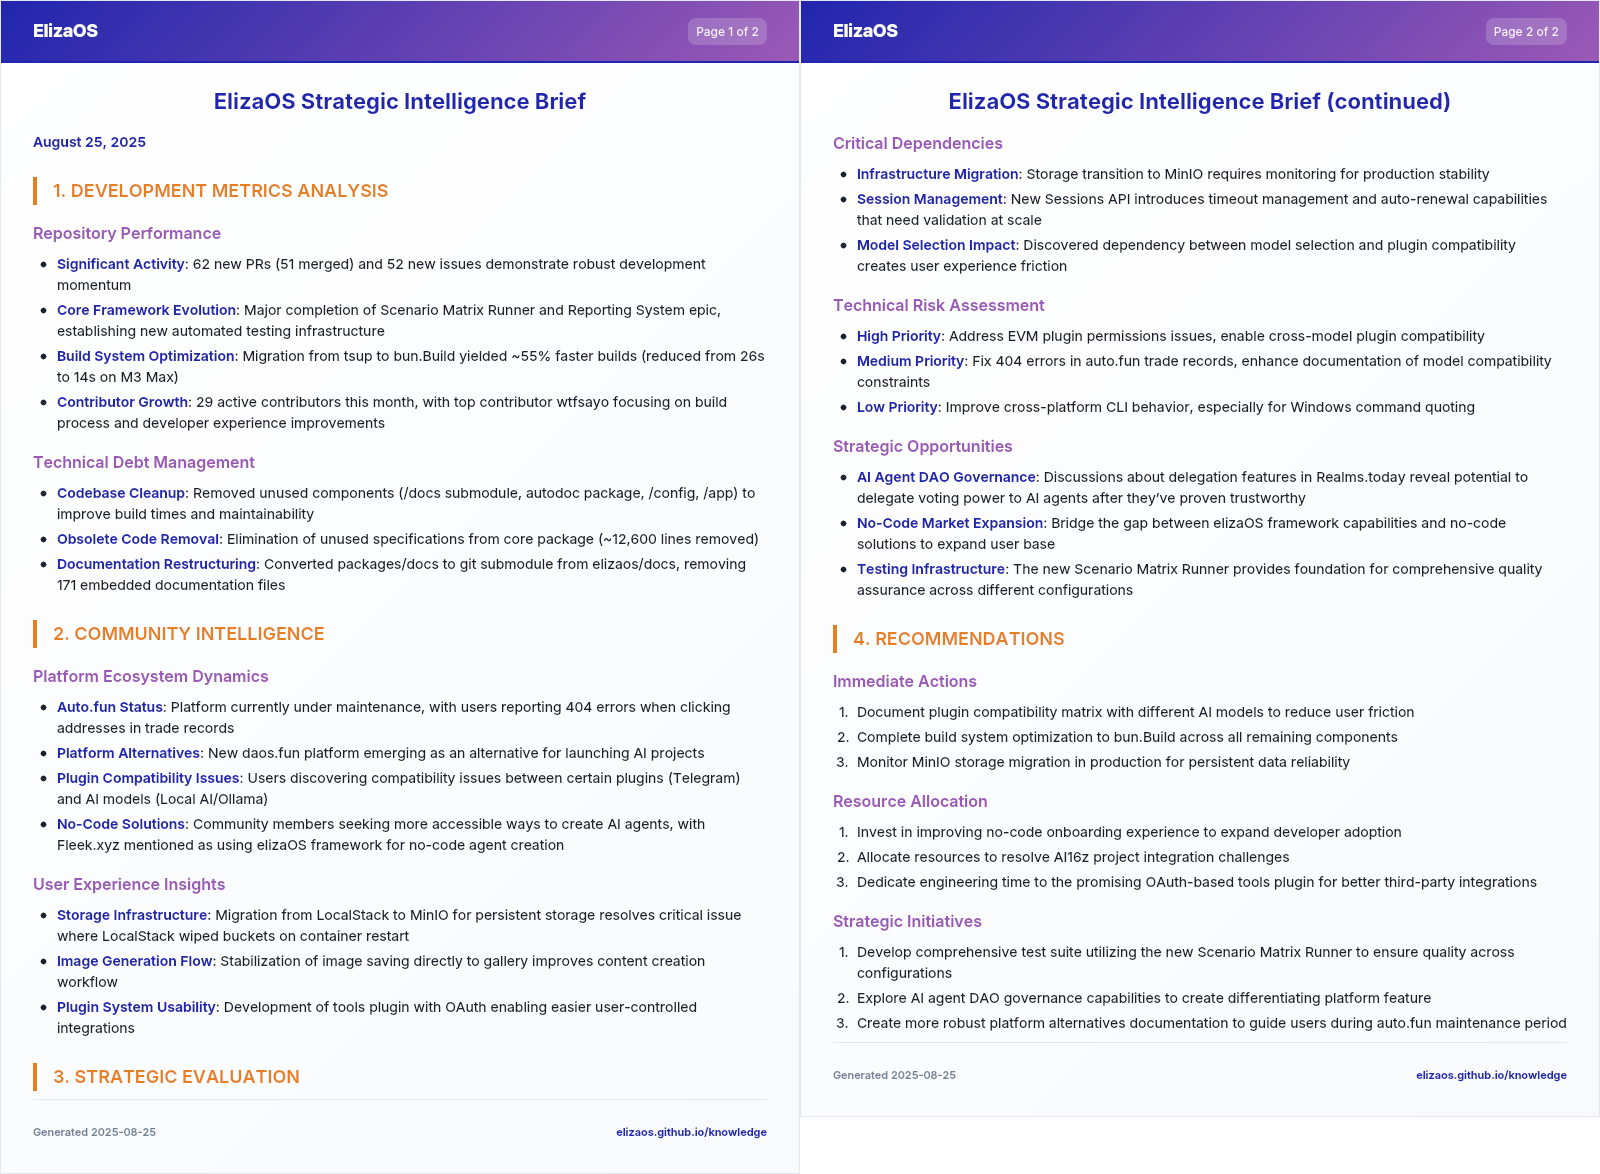 ElizaOS
Page 1 of 2
ElizaOS Strategic Intelligence Brief
August 25, 2025
1. DEVELOPMENT METRICS ANALYSIS
Repository Performance
Significant Activity: 62 new PRs (51 merged) and 52 new issues demonstrate robust development
momentum
Core Framework Evolution: Major completion of Scenario Matrix Runner and Reporting System epic,
establishing new automated testing infrastructure
Build System Optimization: Migration from tsup to bun.Build yielded ~55% faster builds (reduced from 26s
to 14s on M3 Max)
Contributor Growth: 29 active contributors this month, with top contributor wtfsayo focusing on build
process and developer experience improvements
Technical Debt Management
Codebase Cleanup: Removed unused components (/docs submodule, autodoc package, /config, /app) to
improve build times and maintainability
Obsolete Code Removal: Elimination of unused specifications from core package (~12,600 lines removed)
Documentation Restructuring: Converted packages/docs to git submodule from elizaos/docs, removing
171 embedded documentation files
2. COMMUNITY INTELLIGENCE
Platform Ecosystem Dynamics
Auto.fun Status: Platform currently under maintenance, with users reporting 404 errors when clicking
addresses in trade records
Platform Alternatives: New daos.fun platform emerging as an alternative for launching AI projects
Plugin Compatibility Issues: Users discovering compatibility issues between certain plugins (Telegram)
and AI models (Local AI/Ollama)
No-Code Solutions: Community members seeking more accessible ways to create AI agents, with
Fleek.xyz mentioned as using elizaOS framework for no-code agent creation
User Experience Insights
Storage Infrastructure: Migration from LocalStack to MinIO for persistent storage resolves critical issue
where LocalStack wiped buckets on container restart
Image Generation Flow: Stabilization of image saving directly to gallery improves content creation
workflow
Plugin System Usability: Development of tools plugin with OAuth enabling easier user-controlled
integrations
3. STRATEGIC EVALUATION
Generated 2025-08-25
elizaos.github.io/knowledge
ElizaOS
Page 2 of 2
ElizaOS Strategic Intelligence Brief (continued)
Critical Dependencies
Infrastructure Migration: Storage transition to MinIO requires monitoring for production stability
Session Management: New Sessions API introduces timeout management and auto-renewal capabilities
that need validation at scale
Model Selection Impact: Discovered dependency between model selection and plugin compatibility
creates user experience friction
Technical Risk Assessment
High Priority: Address EVM plugin permissions issues, enable cross-model plugin compatibility
Medium Priority: Fix 404 errors in auto.fun trade records, enhance documentation of model compatibility
constraints
Low Priority: Improve cross-platform CLI behavior, especially for Windows command quoting
Strategic Opportunities
AI Agent DAO Governance: Discussions about delegation features in Realms.today reveal potential to
delegate voting power to AI agents after they've proven trustworthy
No-Code Market Expansion: Bridge the gap between elizaOS framework capabilities and no-code
solutions to expand user base
Testing Infrastructure: The new Scenario Matrix Runner provides foundation for comprehensive quality
assurance across different configurations
4. RECOMMENDATIONS
Immediate Actions
1. Document plugin compatibility matrix with different AI models to reduce user friction
2. Complete build system optimization to bun.Build across all remaining components
3. Monitor MinIO storage migration in production for persistent data reliability
Resource Allocation
1. Invest in improving no-code onboarding experience to expand developer adoption
2. Allocate resources to resolve AI16z project integration challenges
3. Dedicate engineering time to the promising OAuth-based tools plugin for better third-party integrations
Strategic Initiatives
1. Develop comprehensive test suite utilizing the new Scenario Matrix Runner to ensure quality across
configurations
2. Explore AI agent DAO governance capabilities to create differentiating platform feature
3. Create more robust platform alternatives documentation to guide users during auto.fun maintenance period
Generated 2025-08-25
elizaos.github.io/knowledge